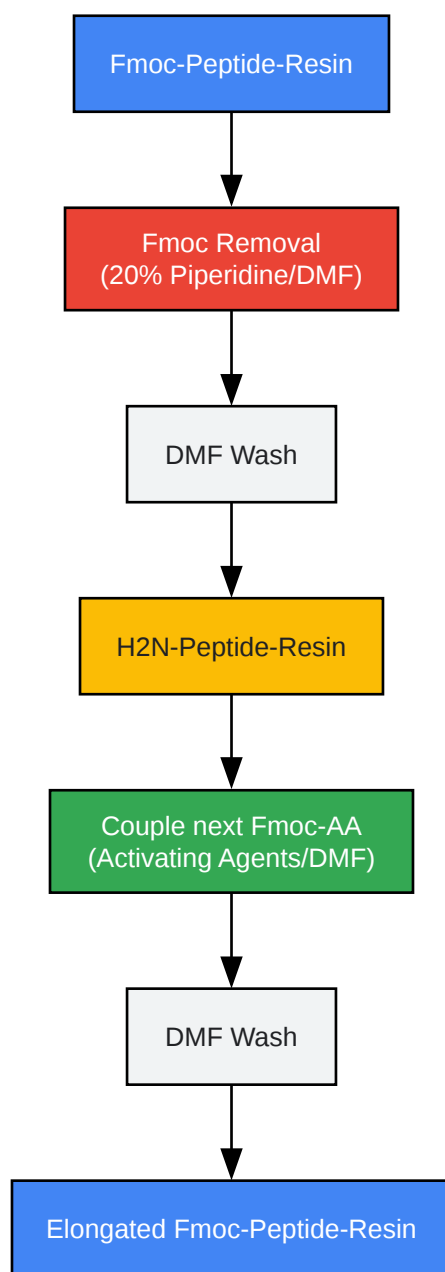 Fmoc-Peptide-Resin
Fmoc Removal
(20% Piperidine/DMF)
DMF Wash
H2N-Peptide-Resin
Couple next Fmoc-AA
(Activating Agents/DMF)
DMF Wash
Elongated Fmoc-Peptide-Resin